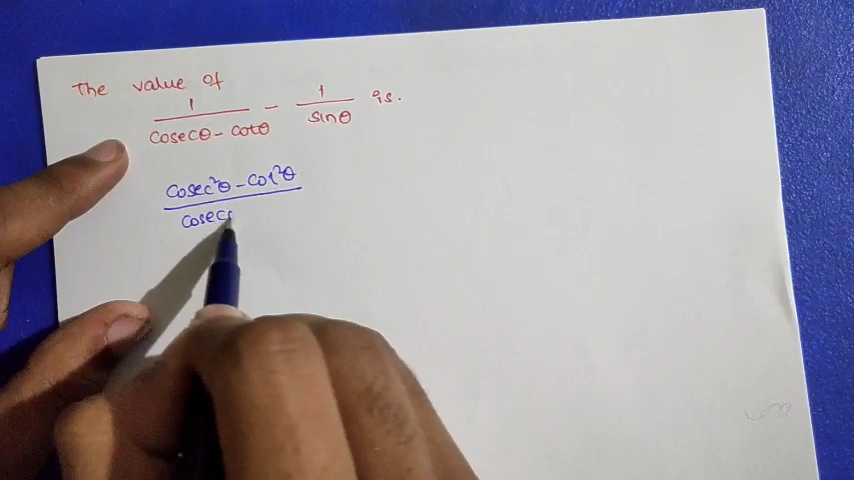 The value of
1 / cosecθ - cotθ - 1 / sinθ is.
cosec²θ - cot²θ
cosec